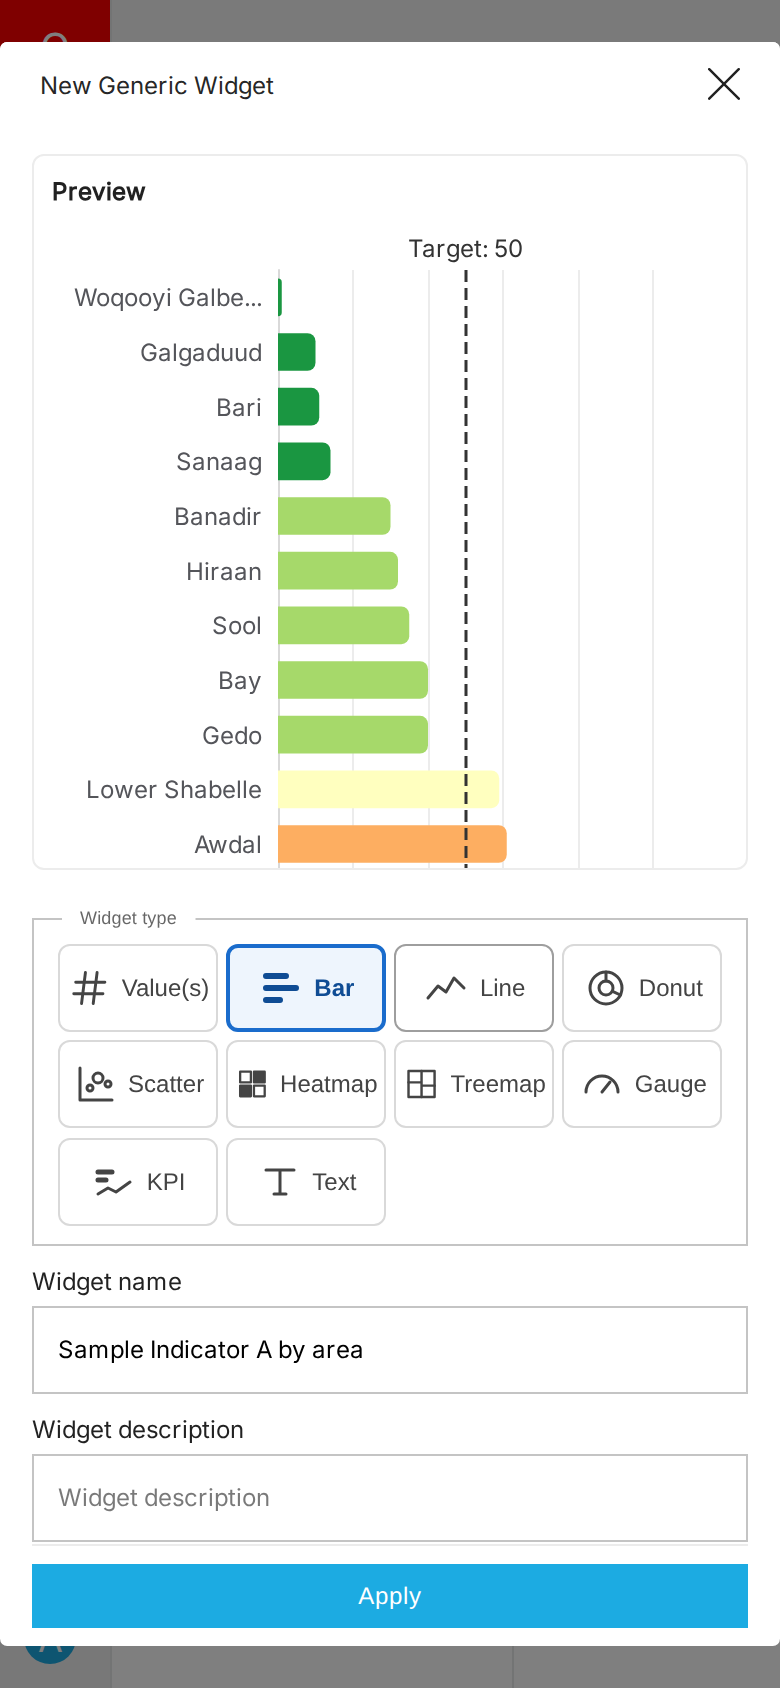 New Generic Widget
Preview
Target: 50
Woqooyi Galbe...
Galgaduud
Bari
Sanaag
Banadir
Hiraan
Sool
Bay
Gedo
Lower Shabelle
Awdal
Widget type
Value(s)
Bar
Line
Donut
Scatter
Heatmap
Treemap
Gauge
KPI
Text
Widget name
Sample Indicator A by area
Widget description
Widget description
Apply